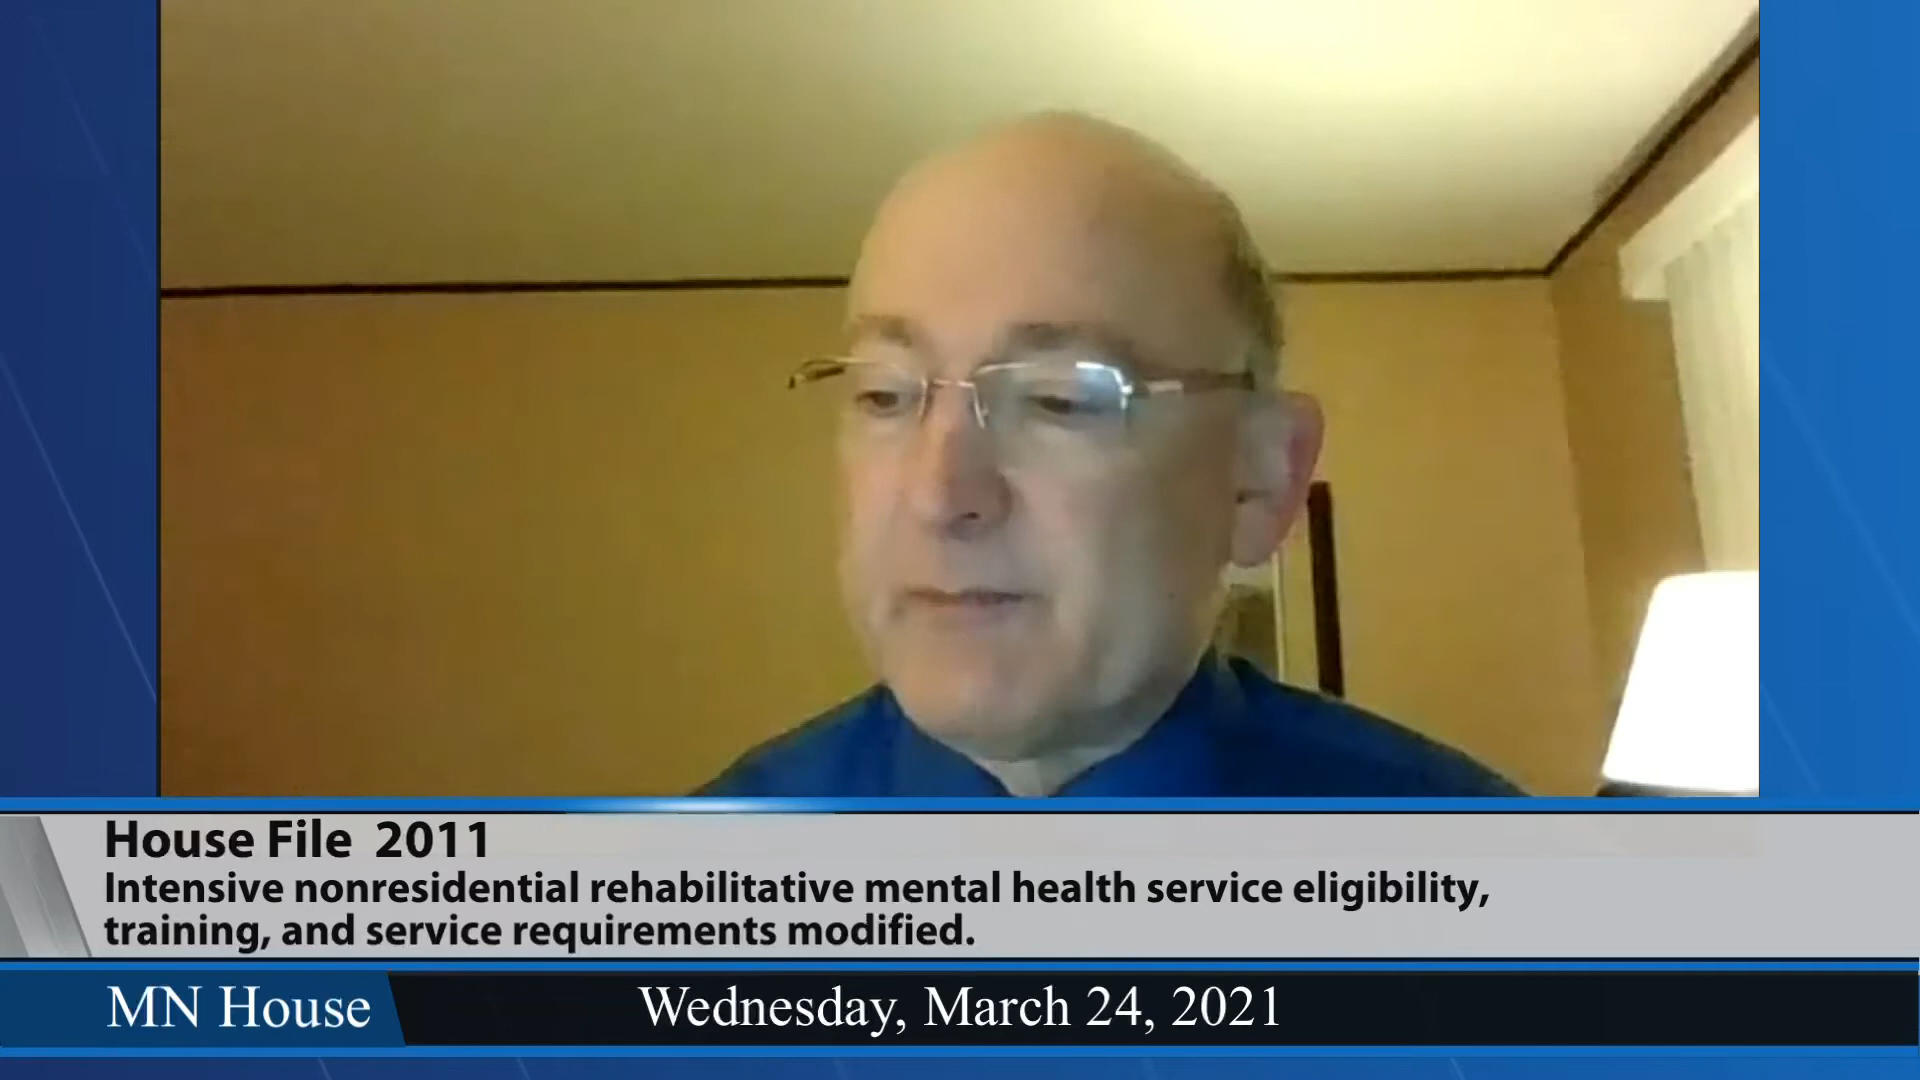 House File 2011
Intensive nonresidential rehabilitative mental health service eligibility,
training, and service requirements modified.
MN House
Wednesday, March 24, 2021